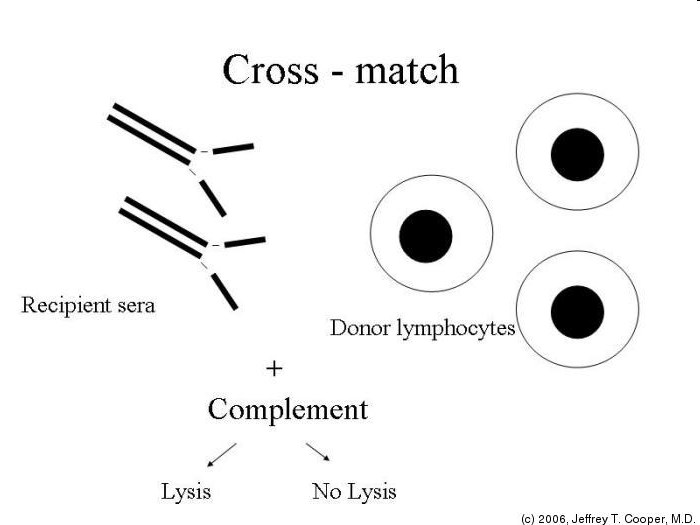 Cross - match
Recipient sera
Donor lymphocytes
+
Complement
Lysis
No Lysis
(c) 2006, Jeffrey T. Cooper, M.D.